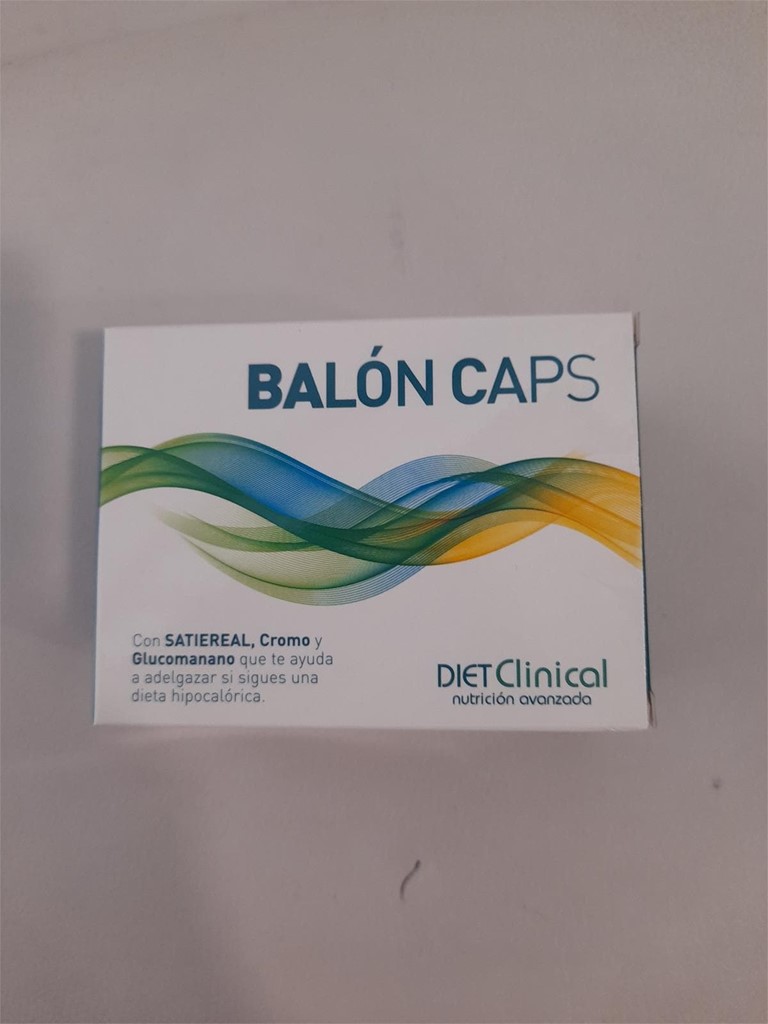 BALÓN CAPS
Con SATIEREAL, Cromo y
Glucomanano que te ayuda
a adelgazar si sigues una
dieta hipocalórica.
DIET Clinical
nutrición avanzada